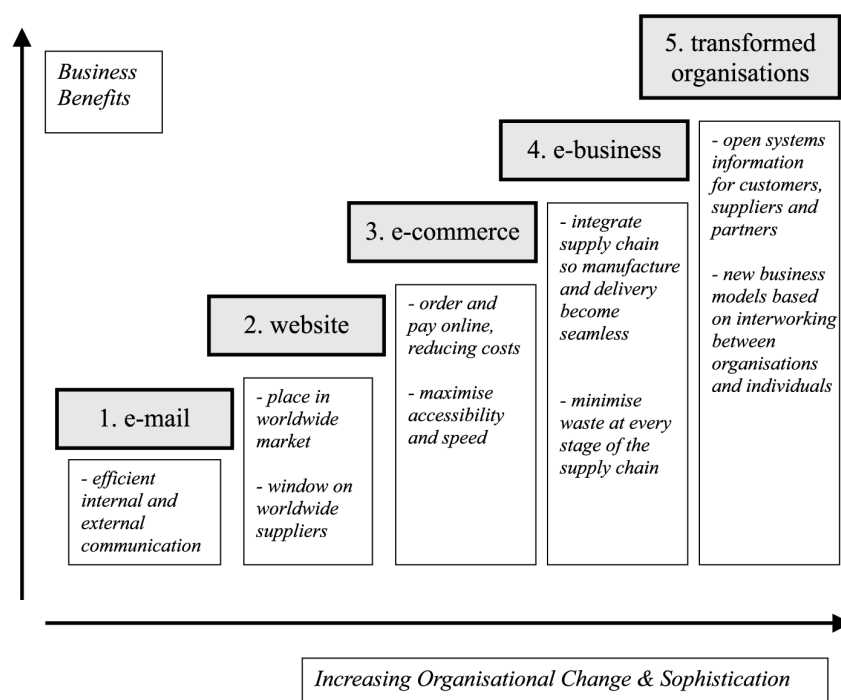 Business
Benefits
5. transformed
organisations
4. e-business
3. e-commerce
2. website
1. e-mail
- efficient
internal and
external
communication
- place in
worldwide
market
- window on
worldwide
suppliers
- order and
pay online,
reducing costs
- maximise
accessibility
and speed
- integrate
supply chain
so manufacture
and delivery
become
seamless
- minimise
waste at every
stage of the
supply chain
- open systems
information
for customers,
suppliers and
partners
- new business
models based
on interworking
between
organisations
and individuals
Increasing Organisational Change & Sophistication